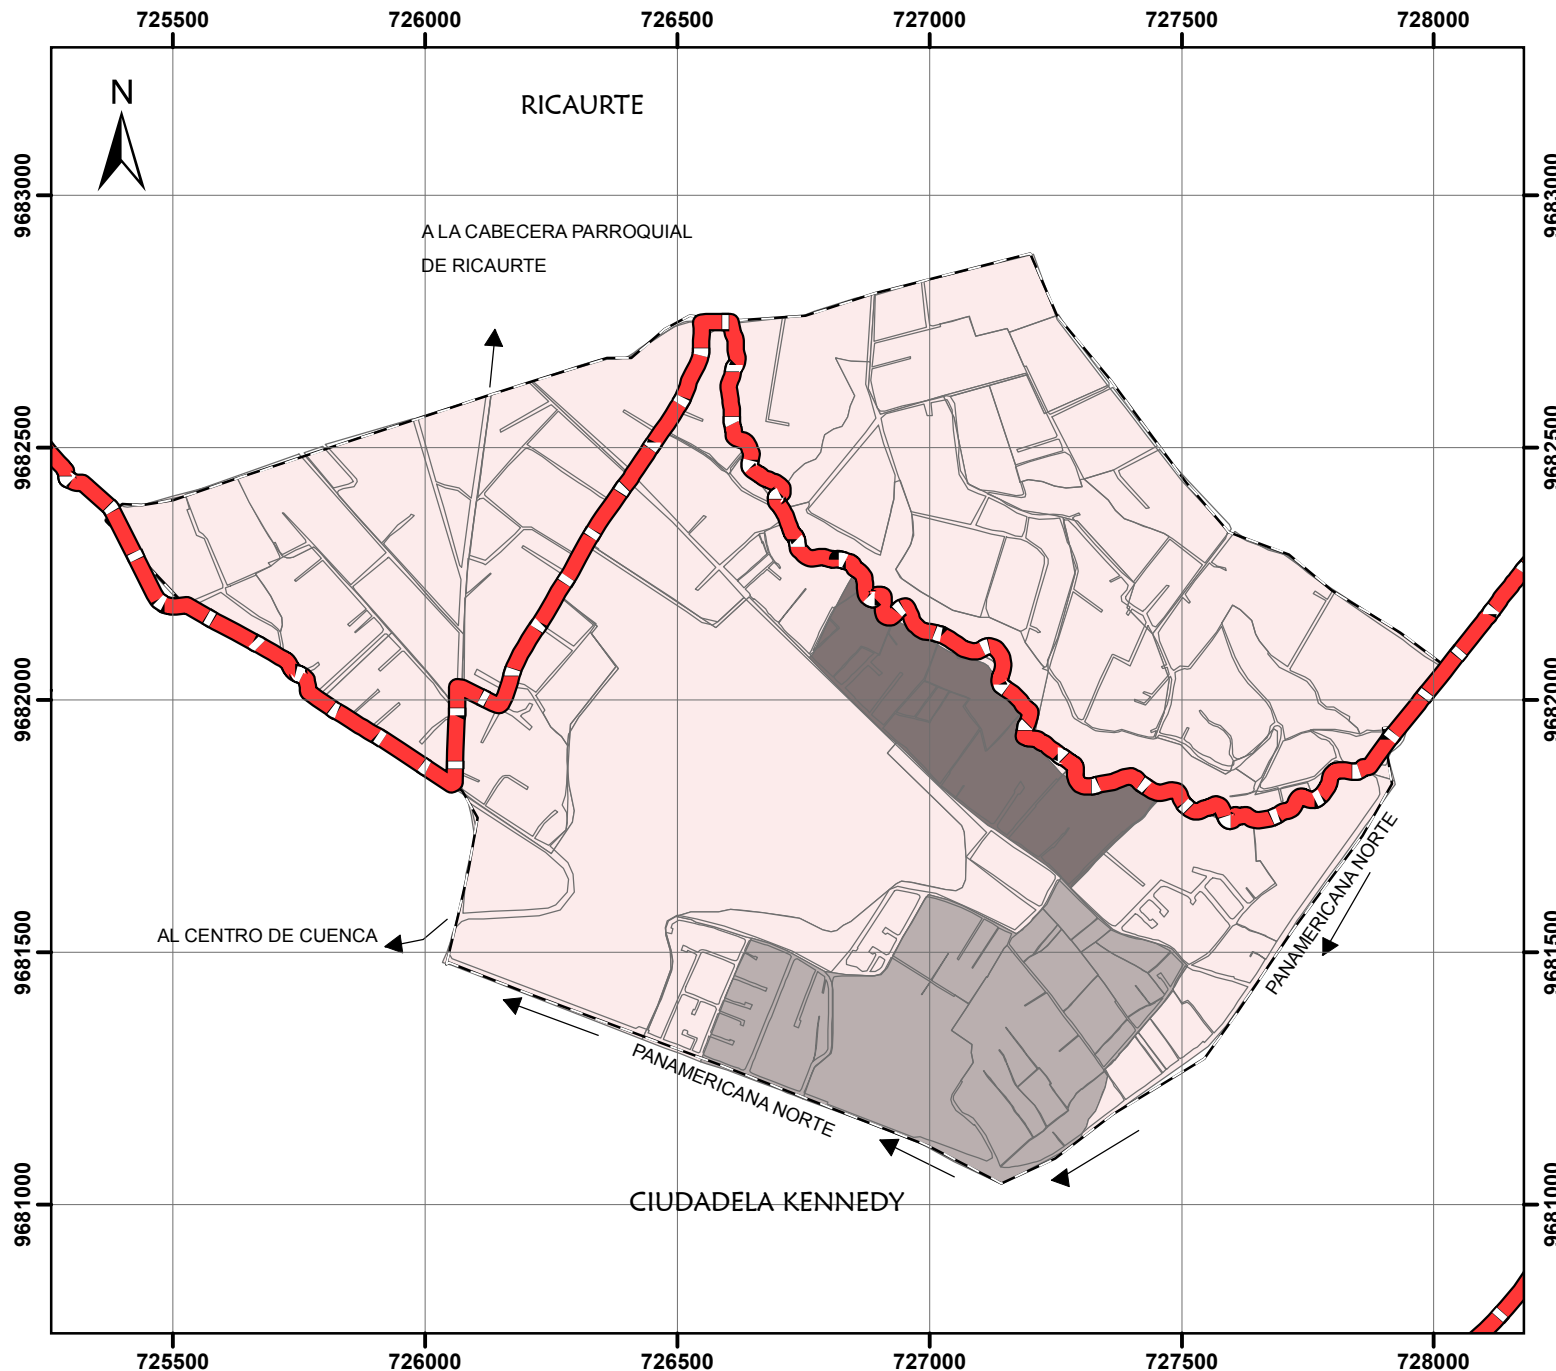 725500 726000 726500 727000 727500 728000
N
RICAURTE
9683000 9683000
A LA CABECERA PARROQUIAL
DE RICAURTE
9682500 9682500
9682000 9682000
PANAMERICANA NORTE
AL CENTRO DE CUENCA
9681500 9681500
PANAMERICANA NORTE
CIUDADELA KENNEDY
9681000 9681000
725500 726000 726500 727000 727500 728000